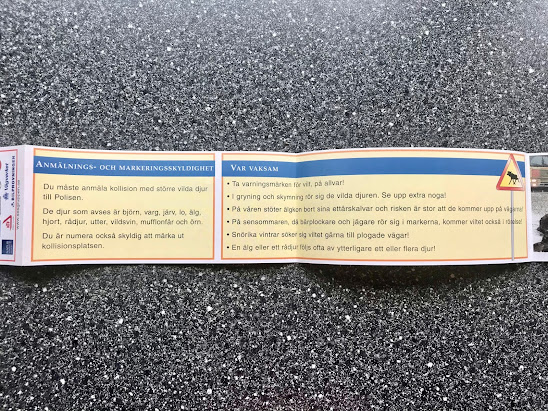 ANMÄLNINGS- OCH MARKERINGSSKYLDIGHET
Du måste anmäla kollision med större vilda djur
till Polisen.
De djur som avses är björn, varg, järv, lo, älg,
hjort, rådjur, utter, vildsvin, mufflonfår och örn.
Du är numera också skyldig att märka ut
kollisionsplatsen.
VAR VAKSAM
• Ta varningsmärken för vilt, på allvar!
• I gryning och skymning rör sig de vilda djuren. Se upp extra noga!
• På våren stöter älgkon bort sina ettårskalvar och risken är stor att de kommer upp på vägarna!
• På sensommaren, då bärplockare och jägare rör sig i markerna, kommer viltet också i rörelse!
• Snörika vintrar söker sig viltet gärna till plogade vägar!
• En älg eller ett rådjur följs ofta av ytterligare ett eller flera djur!